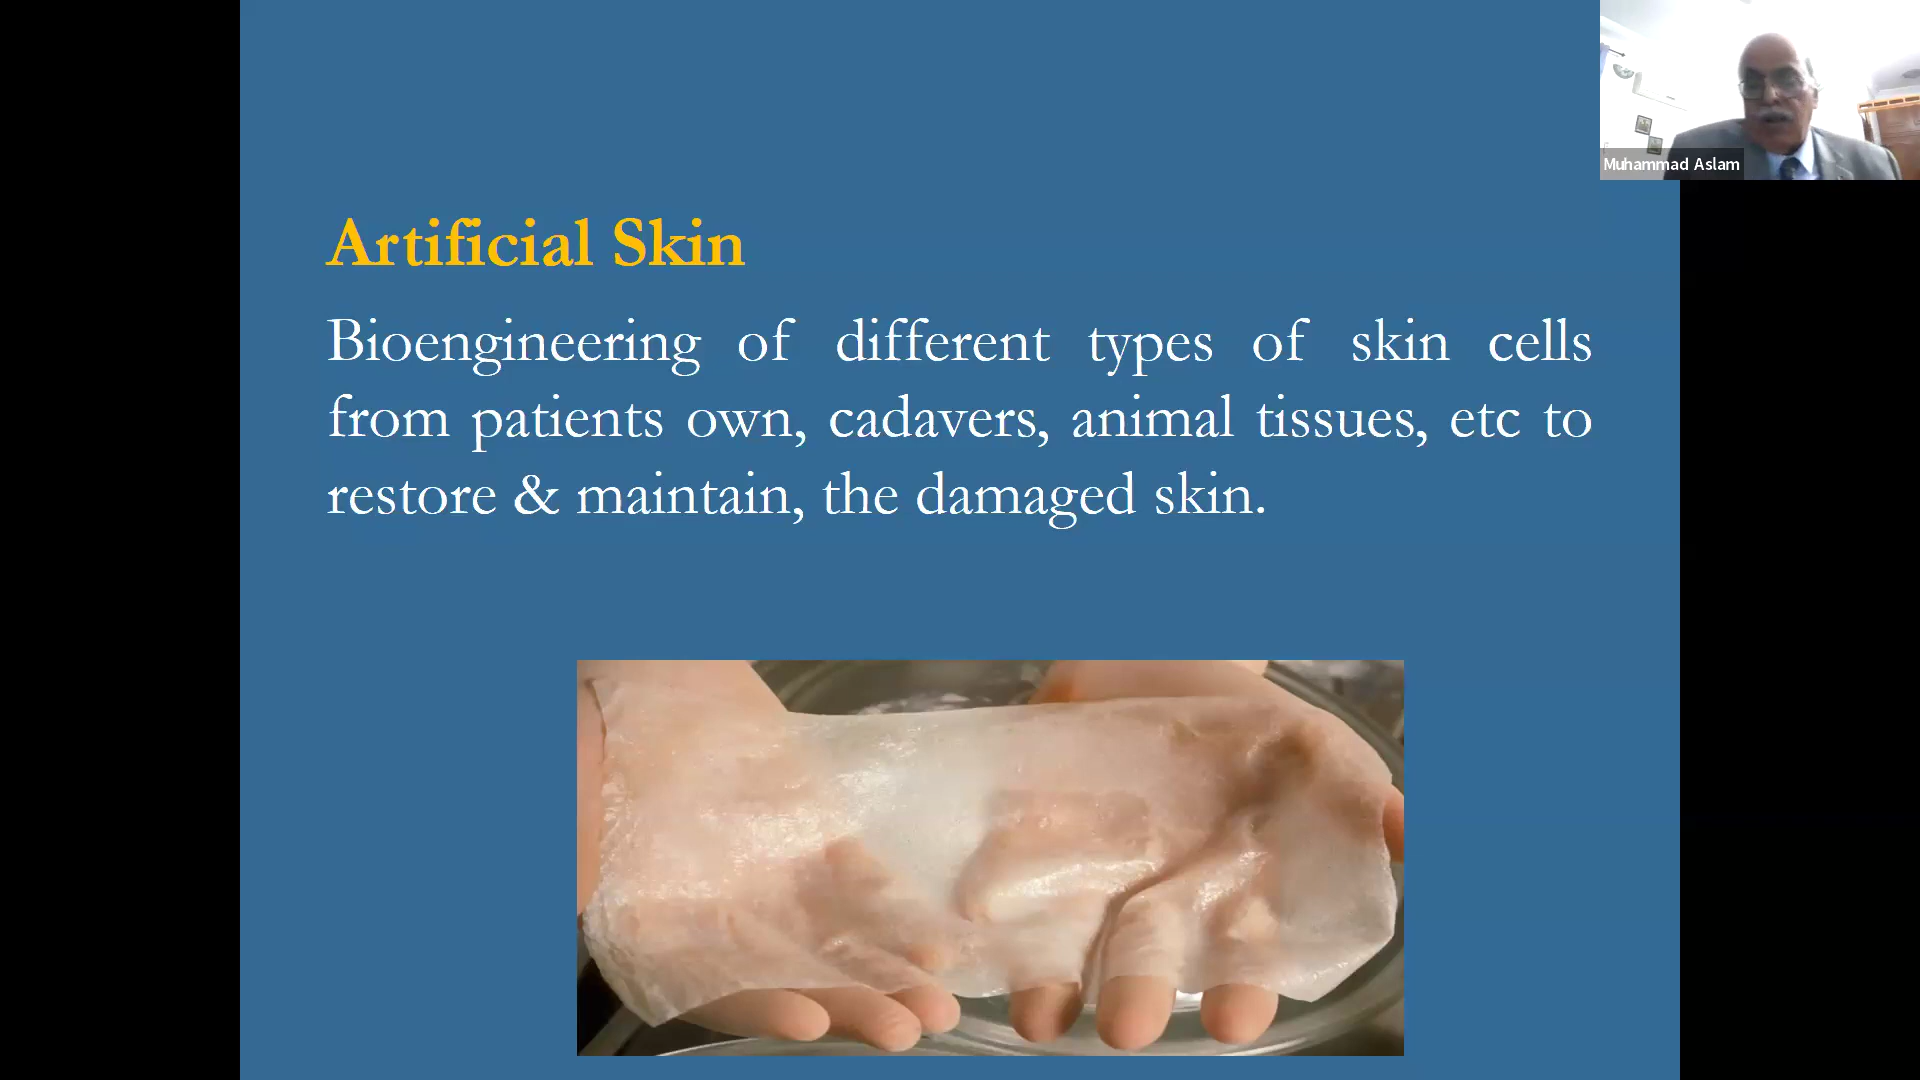 Muhammad Aslam
Artificial Skin
Bioengineering of different types of skin cells
from patients own, cadavers, animal tissues, etc to
restore & maintain, the damaged skin.